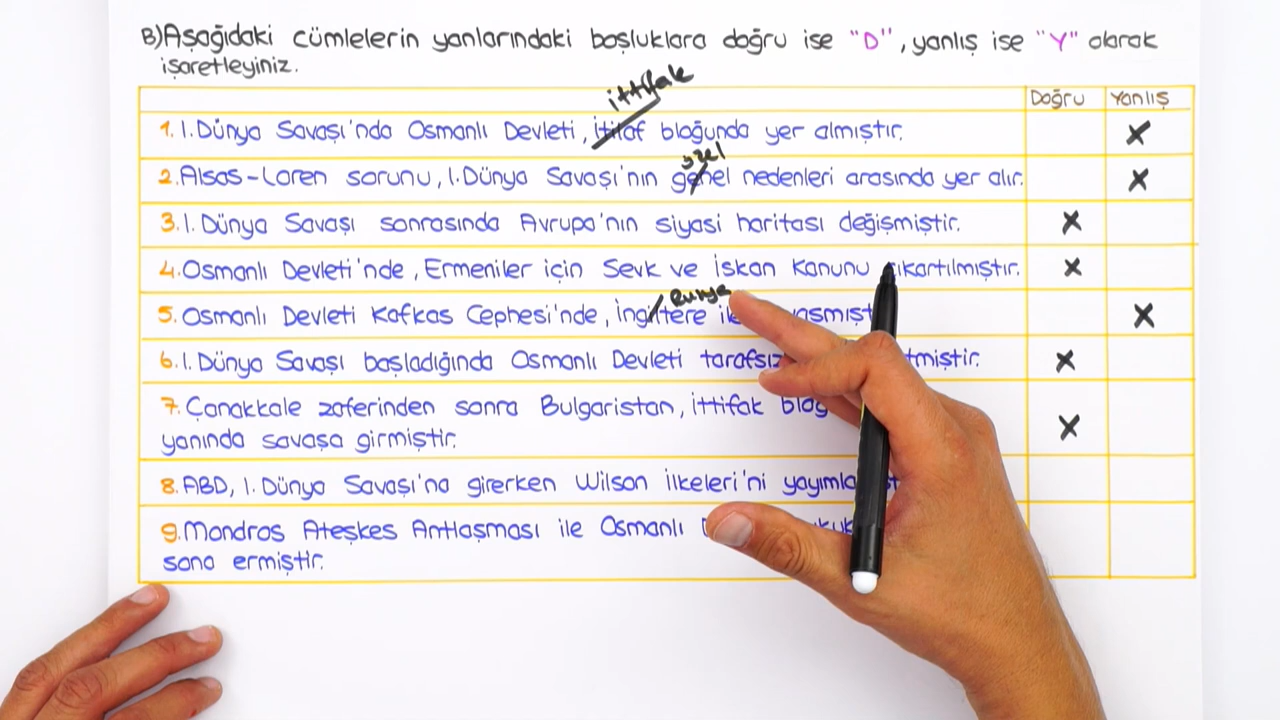 B) Aşağıdaki cümlelerin yanlarındaki boşluklara doğru ise "D", yanlış ise "Y" olarak
işaretleyiniz.
Doğru Yanlış
ittifak
1. I. Dünya Savaşı'nda Osmanlı Devleti, İtilaf bloğunda yer almıştır. X
özel
2. Alsas-Loren sorunu, I. Dünya Savaşı'nın genel nedenleri arasında yer alır. X
3. I. Dünya Savaşı sonrasında Avrupa'nın siyasi haritası değişmiştir. X
4. Osmanlı Devleti'nde, Ermeniler için Sevk ve İskan Kanunu çıkartılmıştır. X
Rusya
5. Osmanlı Devleti Kafkas Cephesi'nde, İngiltere X
6. I. Dünya Savaşı başladığında Osmanlı Devleti X
7. Çanakkale zaferinden sonra Bulgaristan, İttifak
yanında savaşa girmiştir. X
8. ABD, I. Dünya Savaşı'na girerken Wilson İlkeleri'ni
9. Mondros Ateşkes Antlaşması ile Osmanlı
sona ermiştir.